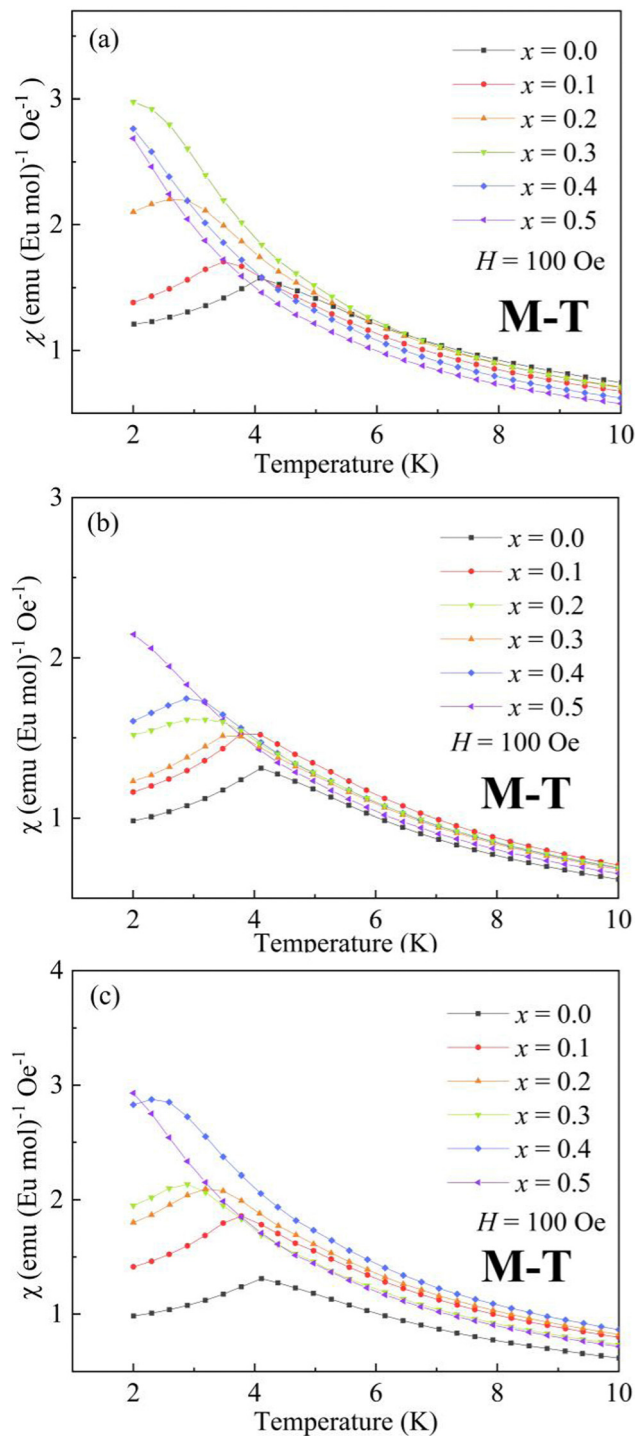 (a)
x = 0.0
x = 0.1
x = 0.2
x = 0.3
x = 0.4
x = 0.5
H = 100 Oe
M-T
3
2
1
χ (emu (Eu mol)⁻¹ Oe⁻¹)
2 4 6 8 10
Temperature (K)
(b)
x = 0.0
x = 0.1
x = 0.2
x = 0.3
x = 0.4
x = 0.5
H = 100 Oe
M-T
3
2
1
χ (emu (Eu mol)⁻¹ Oe⁻¹)
2 4 6 8 10
Temperature (K)
(c)
x = 0.0
x = 0.1
x = 0.2
x = 0.3
x = 0.4
x = 0.5
H = 100 Oe
M-T
4
3
2
1
χ (emu (Eu mol)⁻¹ Oe⁻¹
2 4 6 8 10
Temperature (K)